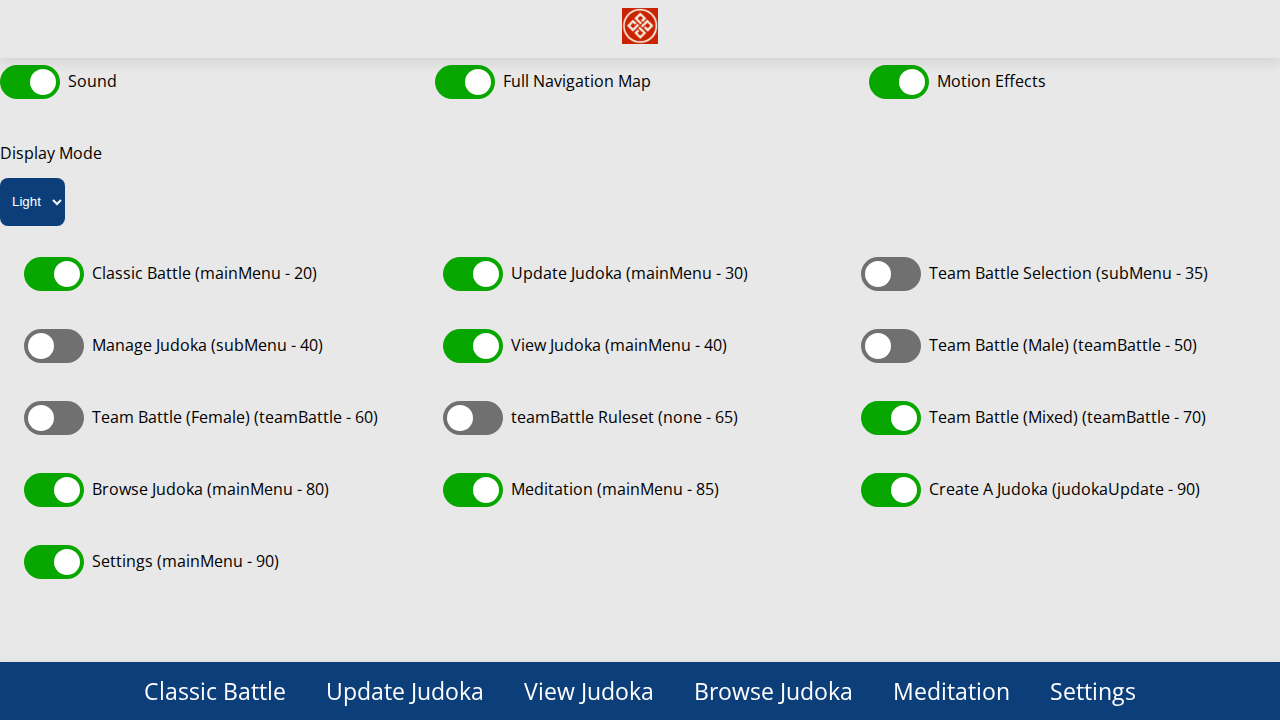 Sound
Full Navigation Map
Motion Effects
Display Mode
Light
Classic Battle (mainMenu - 20)
Update Judoka (mainMenu - 30)
Team Battle Selection (subMenu - 35)
Manage Judoka (subMenu - 40)
View Judoka (mainMenu - 40)
Team Battle (Male) (teamBattle - 50)
Team Battle (Female) (teamBattle - 60)
teamBattle Ruleset (none - 65)
Team Battle (Mixed) (teamBattle - 70)
Browse Judoka (mainMenu - 80)
Meditation (mainMenu - 85)
Create A Judoka (judokaUpdate - 90)
Settings (mainMenu - 90)
Classic Battle
Update Judoka
View Judoka
Browse Judoka
Meditation
Settings